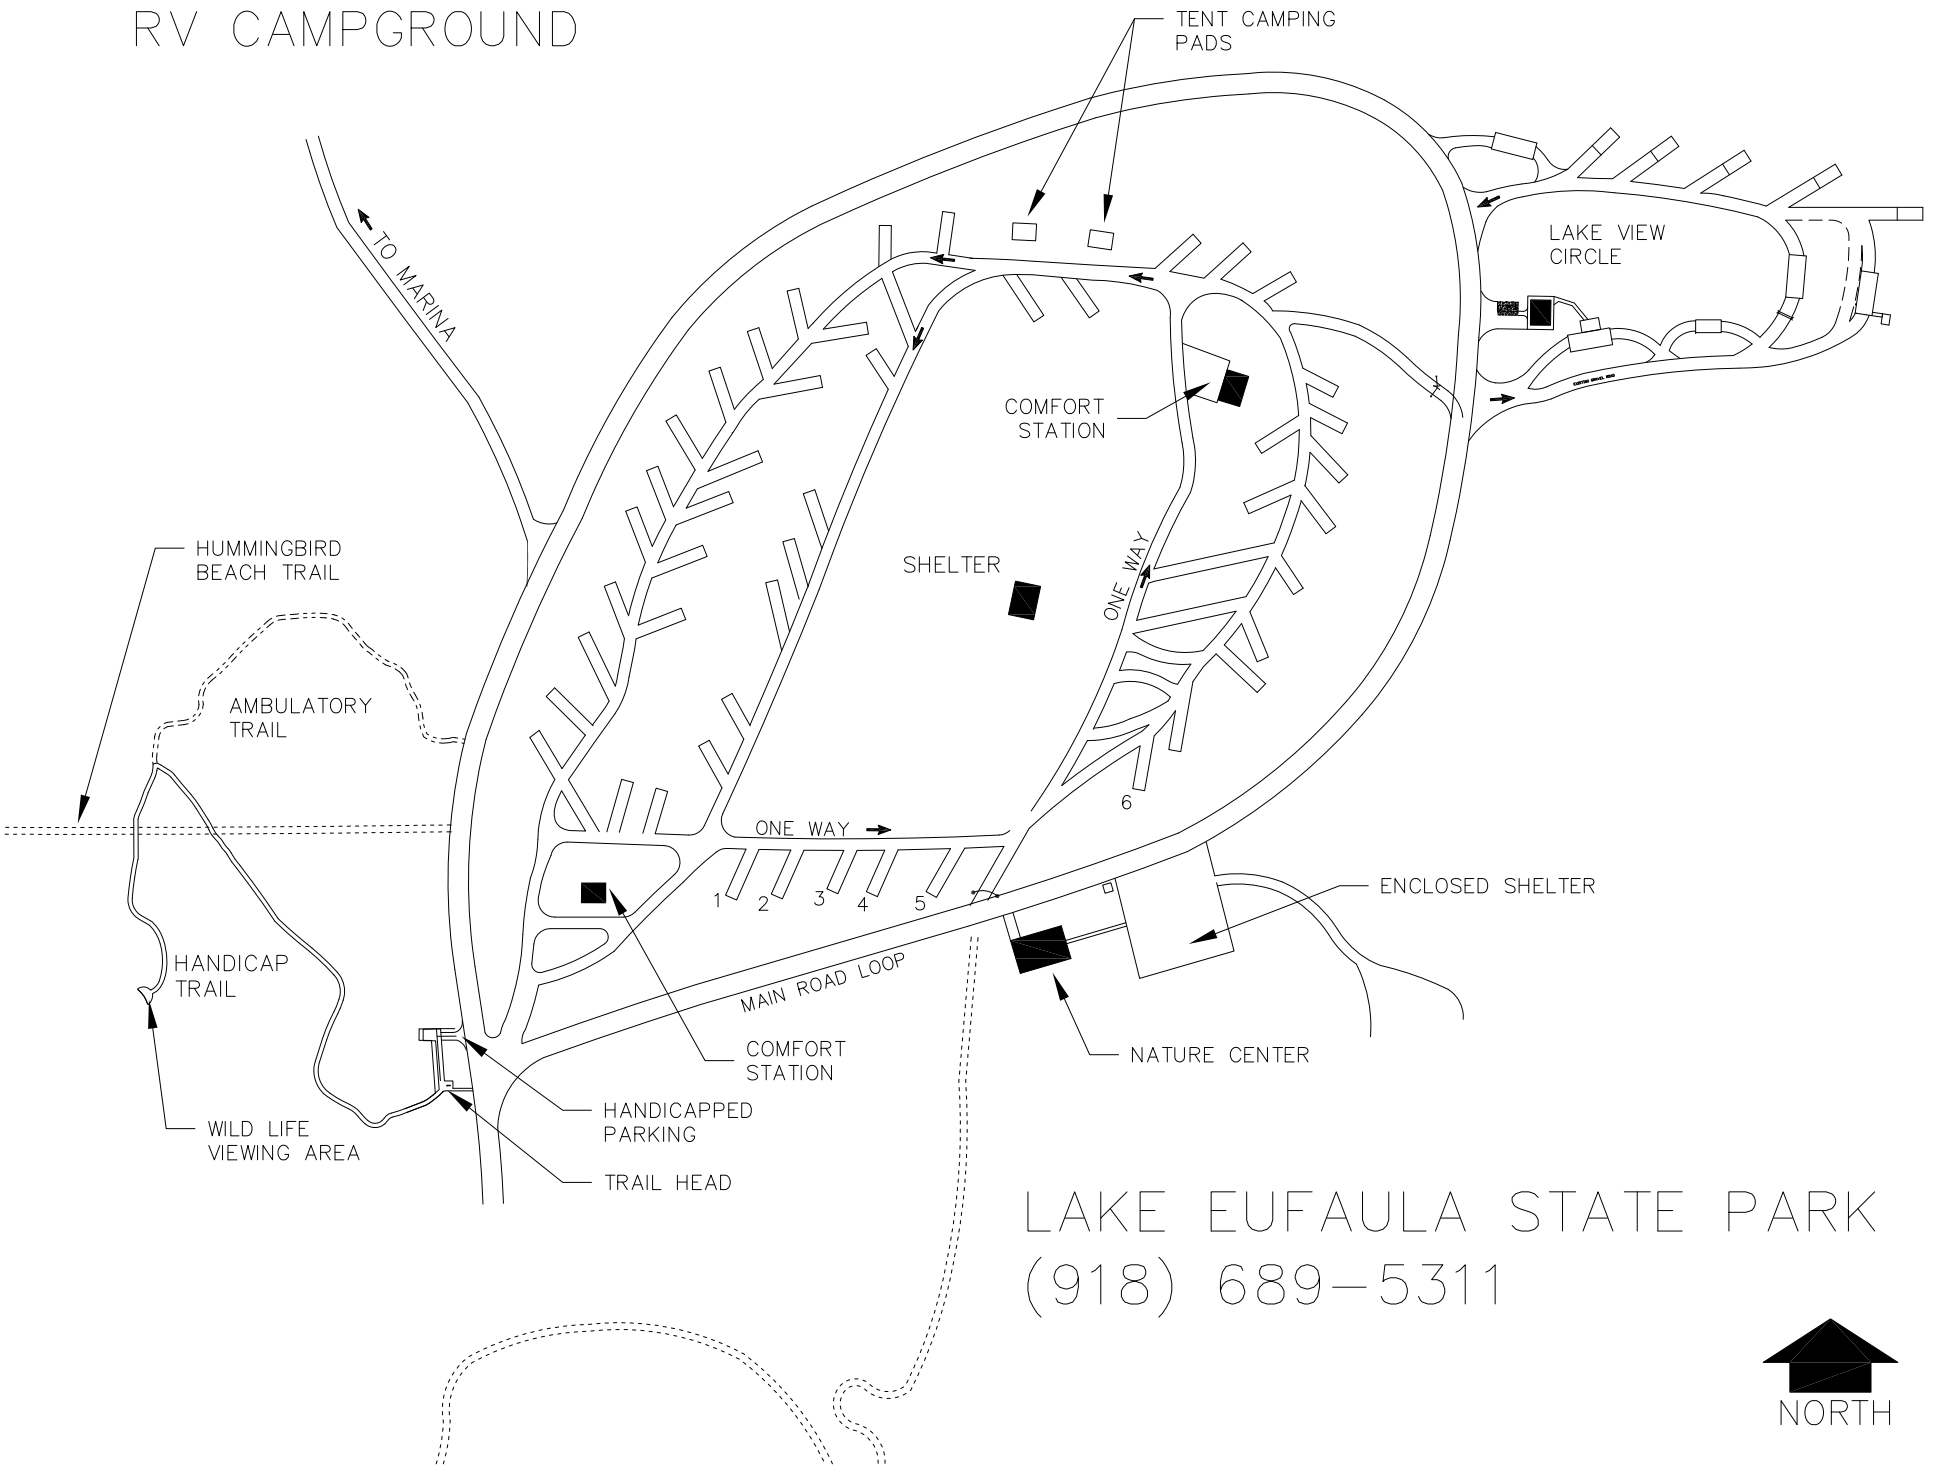 RV CAMPGROUND
TENT CAMPING
PADS
TO MARINA
LAKE VIEW
CIRCLE
COMFORT
STATION
HUMMINGBIRD
BEACH TRAIL
SHELTER
ONE WAY
AMBULATORY
TRAIL
6
ONE WAY
1
2
3
4
5
ENCLOSED SHELTER
HANDICAP
TRAIL
MAIN ROAD LOOP
COMFORT
STATION
NATURE CENTER
HANDICAPPED
PARKING
WILD LIFE
VIEWING AREA
TRAIL HEAD
LAKE EUFAULA STATE PARK
(918) 689-5311
NORTH